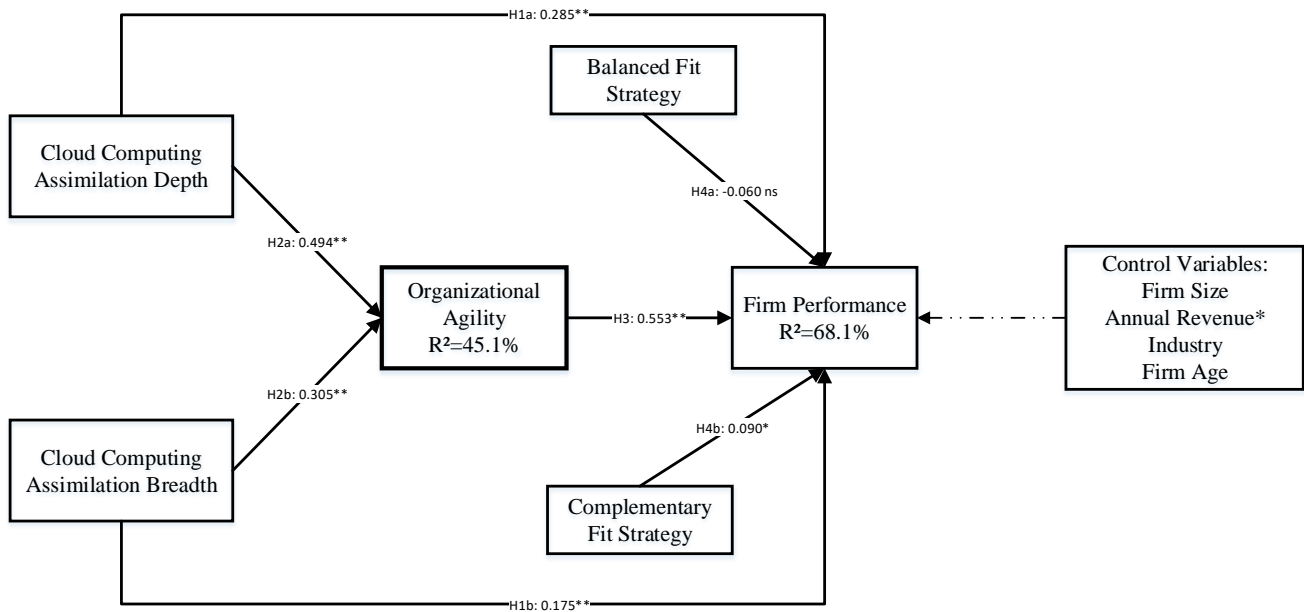 H1a: 0.285**
Balanced Fit
Strategy
Cloud Computing
Assimilation Depth
H4a: -0.060 ns
H2a: 0.494**
Organizational
Agility
R²=45.1%
H3: 0.553**
Firm Performance
R²=68.1%
Control Variables:
Firm Size
Annual Revenue*
Industry
Firm Age
H2b: 0.305**
Cloud Computing
Assimilation Breadth
H4b: 0.090*
Complementary
Fit Strategy
H1b: 0.175**